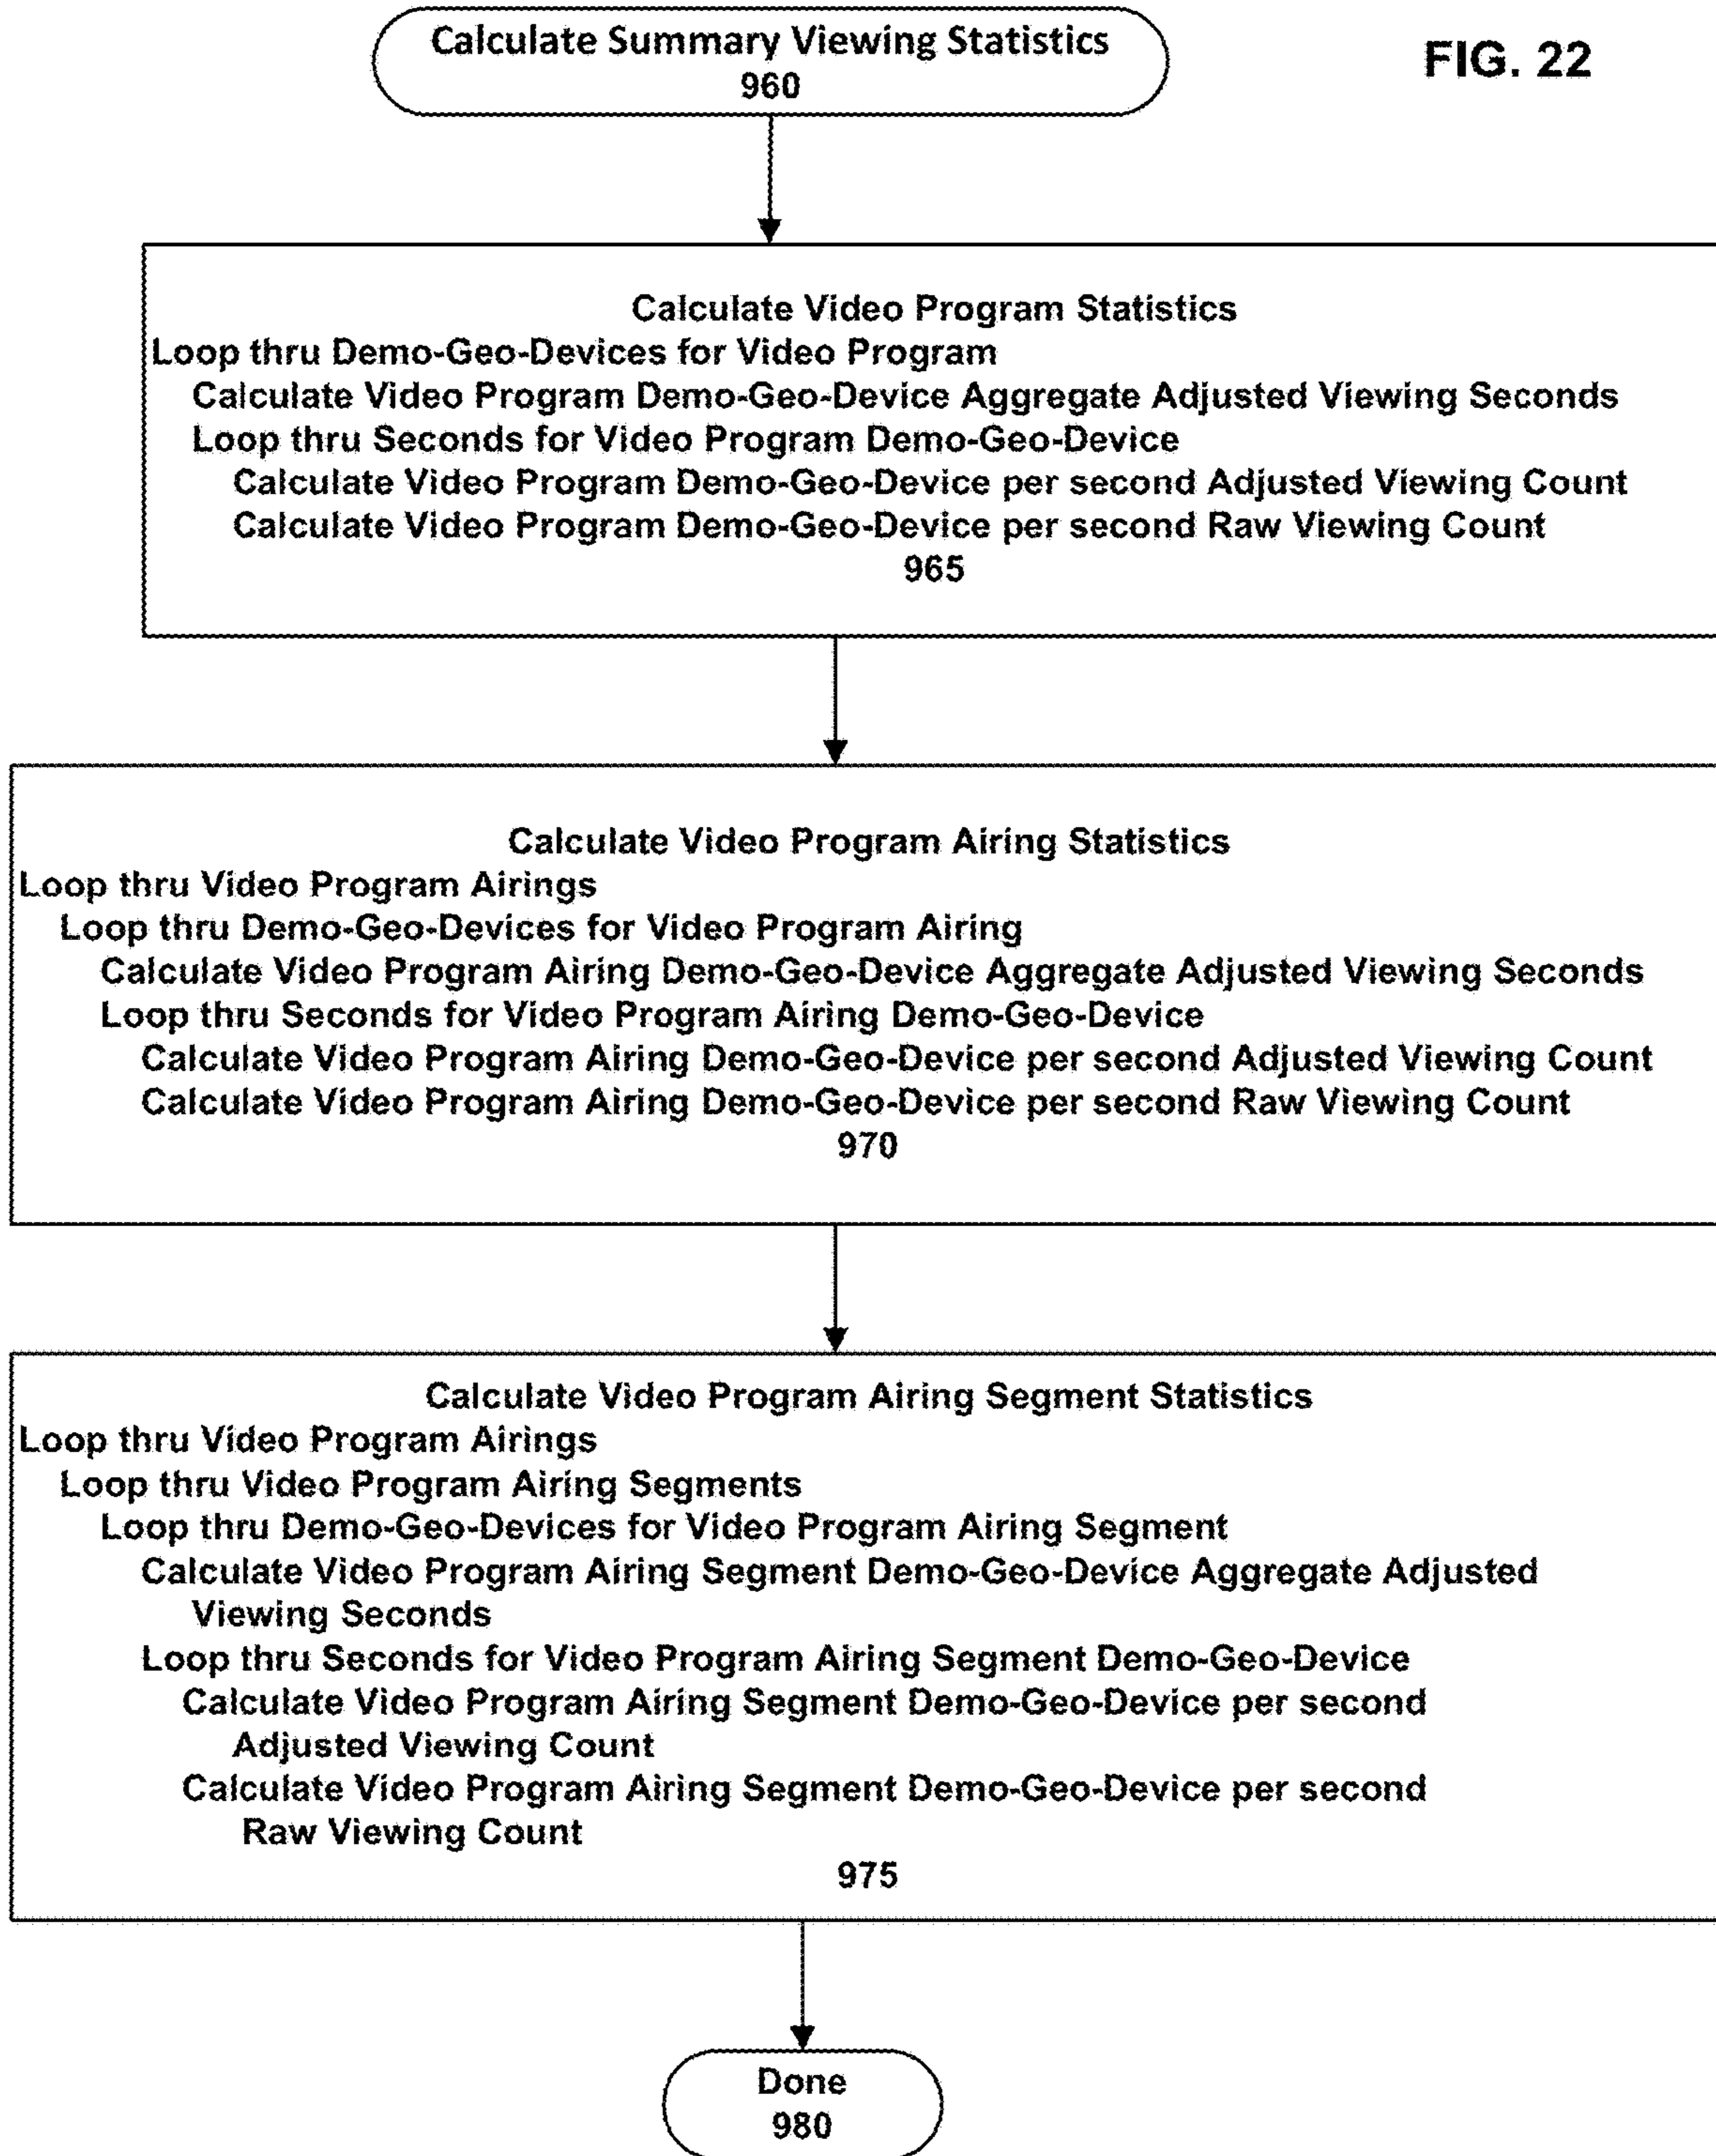 Calculate Summary Viewing Statistics
960
FIG. 22
Calculate Video Program Statistics
Loop thru Demo-Geo-Devices for Video Program
Calculate Video Program Demo-Geo-Device Aggregate Adjusted Viewing Seconds
Loop thru Seconds for Video Program Demo-Geo-Device
Calculate Video Program Demo-Geo-Device per second Adjusted Viewing Count
Calculate Video Program Demo-Geo-Device per second Raw Viewing Count
965
Calculate Video Program Airing Statistics
Loop thru Video Program Airings
Loop thru Demo-Geo-Devices for Video Program Airing
Calculate Video Program Airing Demo-Geo-Device Aggregate Adjusted Viewing Seconds
Loop thru Seconds for Video Program Airing Demo-Geo-Device
Calculate Video Program Airing Demo-Geo-Device per second Adjusted Viewing Count
Calculate Video Program Airing Demo-Geo-Device per second Raw Viewing Count
970
Calculate Video Program Airing Segment Statistics
Loop thru Video Program Airings
Loop thru Video Program Airing Segments
Loop thru Demo-Geo-Devices for Video Program Airing Segment
Calculate Video Program Airing Segment Demo-Geo-Device Aggregate Adjusted
Viewing Seconds
Loop thru Seconds for Video Program Airing Segment Demo-Geo-Device
Calculate Video Program Airing Segment Demo-Geo-Device per second
Adjusted Viewing Count
Calculate Video Program Airing Segment Demo-Geo-Device per second
Raw Viewing Count
975
Done
980